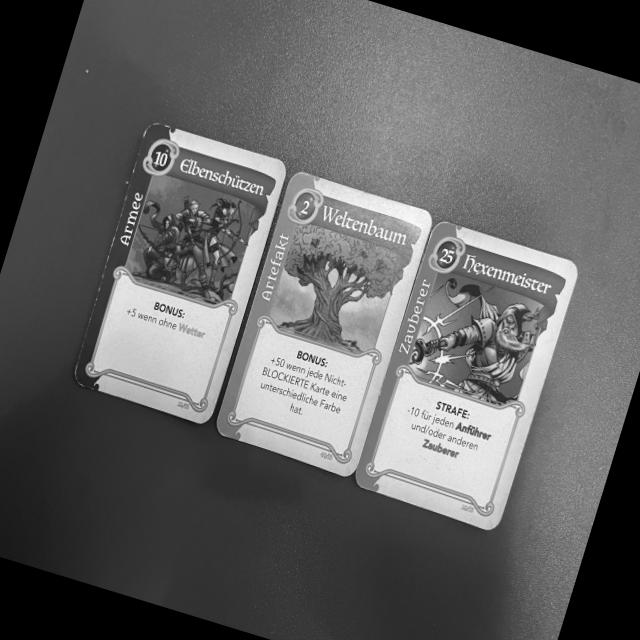 10
Elbenschützen
Armee
BONUS:
+5 wenn ohne Wetter
2
Weltenbaum
Artefakt
BONUS:
+50 wenn jede Nicht-
BLOCKIERTE Karte eine
unterschiedliche Farbe
hat.
25
Hexenmeister
Zauberer
STRAFE:
-10 für jeden Anführer
und/oder anderen
Zauberer